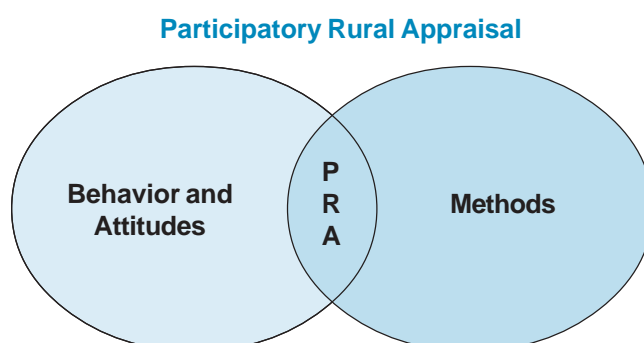 Participatory Rural Appraisal
Behavior and
Attitudes
P
R
A
Methods